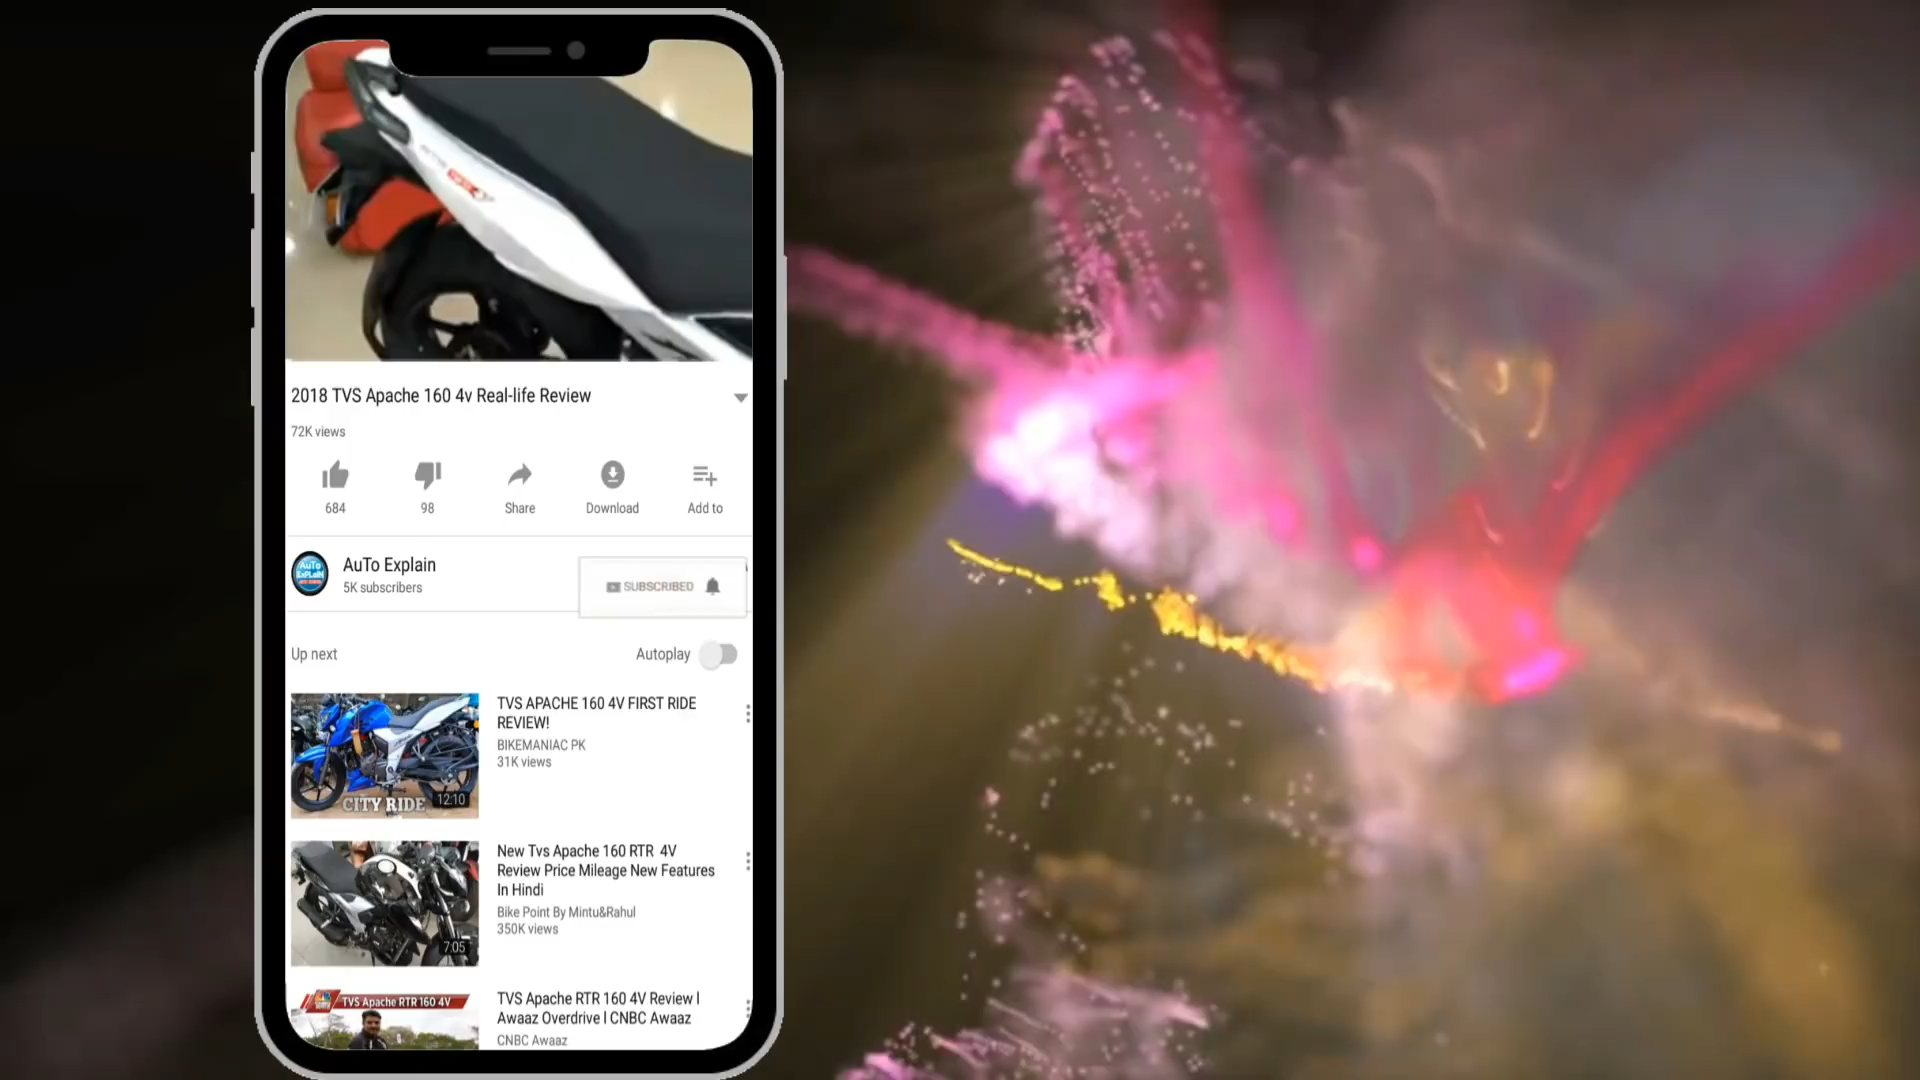 2018 TVS Apache 160 4v Real-life Review
72K views
684
98
Share
Download
Add to
AuTo
ExPLaiN
AuTo Explain
5K subscribers
SUBSCRIBED
Up next
Autoplay
TVS APACHE 160 4V FIRST RIDE
REVIEW!
BIKEMANIAC PK
31K views
CITY RIDE
12:10
New Tvs Apache 160 RTR 4V
Review Price Mileage New Features
In Hindi
Bike Point By Mintu&Rahul
350K views
7:05
TVS Apache RTR 160 4V
TVS Apache RTR 160 4V Review l
Awaaz Overdrive l CNBC Awaaz
CNBC Awaaz